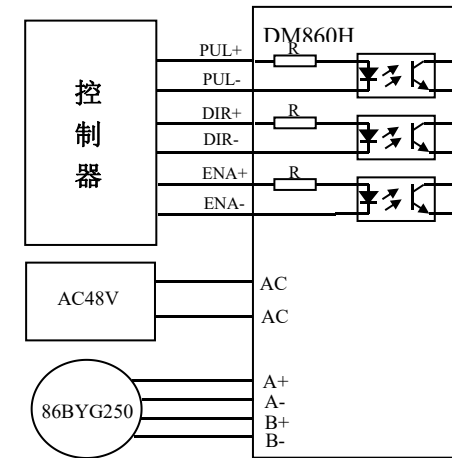 DM860H
PUL+
R
PUL-
控
制
器
DIR+
R
DIR-
ENA+
R
ENA-
AC48V
AC
AC
86BYG250
A+
A-
B+
B-